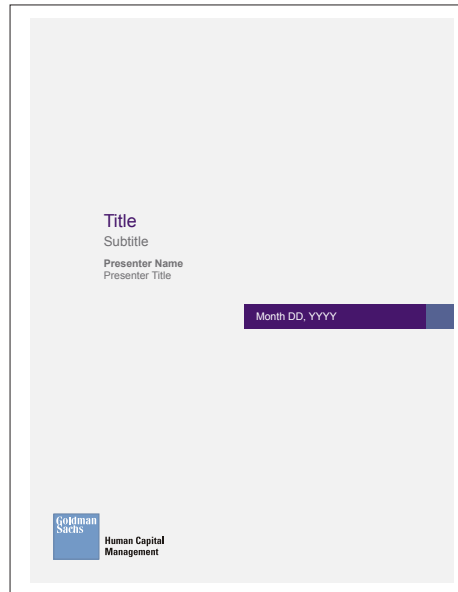 Title
Subtitle
Presenter Name
Presenter Title
Month DD, YYYY
Goldman
Sachs
Human Capital
Management